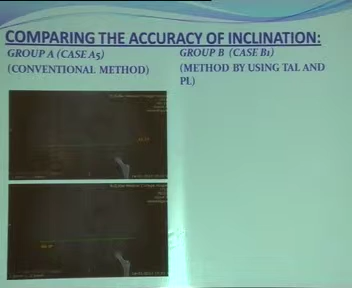 COMPARING THE ACCURACY OF INCLINATION:
GROUP A (CASE A5)
(CONVENTIONAL METHOD)
GROUP B (CASE B1)
(METHOD BY USING TAL AND
PL)